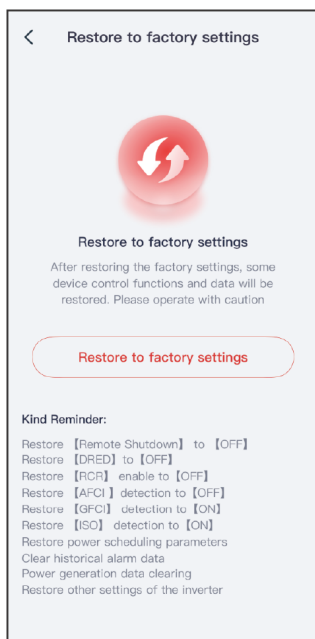 Restore to factory settings
Restore to factory settings
After restoring the factory settings, some
device control functions and data will be
restored. Please operate with caution
Restore to factory settings
Kind Reminder:
Restore 【Remote Shutdown】 to 【OFF】
Restore 【DRED】to【OFF】
Restore 【RCR】 enable to【OFF】
Restore 【AFCI 】detection to【OFF】
Restore 【GFCI】 detection to【ON】
Restore 【ISO】 detection to【ON】
Restore power scheduling parameters
Clear historical alarm data
Power generation data clearing
Restore other settings of the inverter